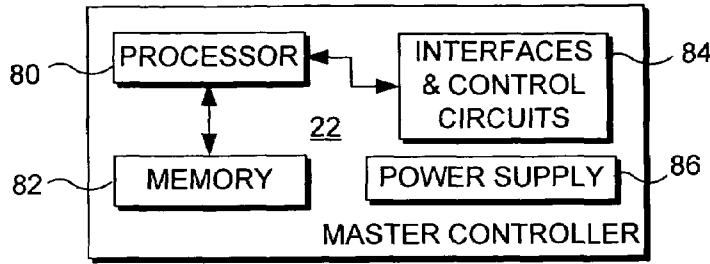 80
PROCESSOR
INTERFACES
& CONTROL
CIRCUITS
84
22
82
MEMORY
POWER SUPPLY
86
MASTER CONTROLLER